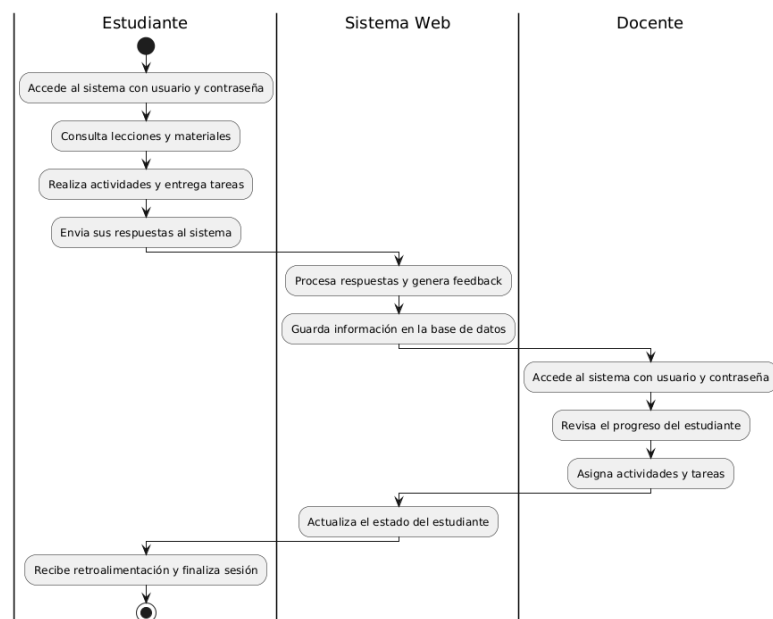 Estudiante
Sistema Web
Docente
Accede al sistema con usuario y contraseña
Consulta lecciones y materiales
Realiza actividades y entrega tareas
Envia sus respuestas al sistema
Procesa respuestas y genera feedback
Guarda información en la base de datos
Accede al sistema con usuario y contraseña
Revisa el progreso del estudiante
Asigna actividades y tareas
Actualiza el estado del estudiante
Recibe retroalimentación y finaliza sesión